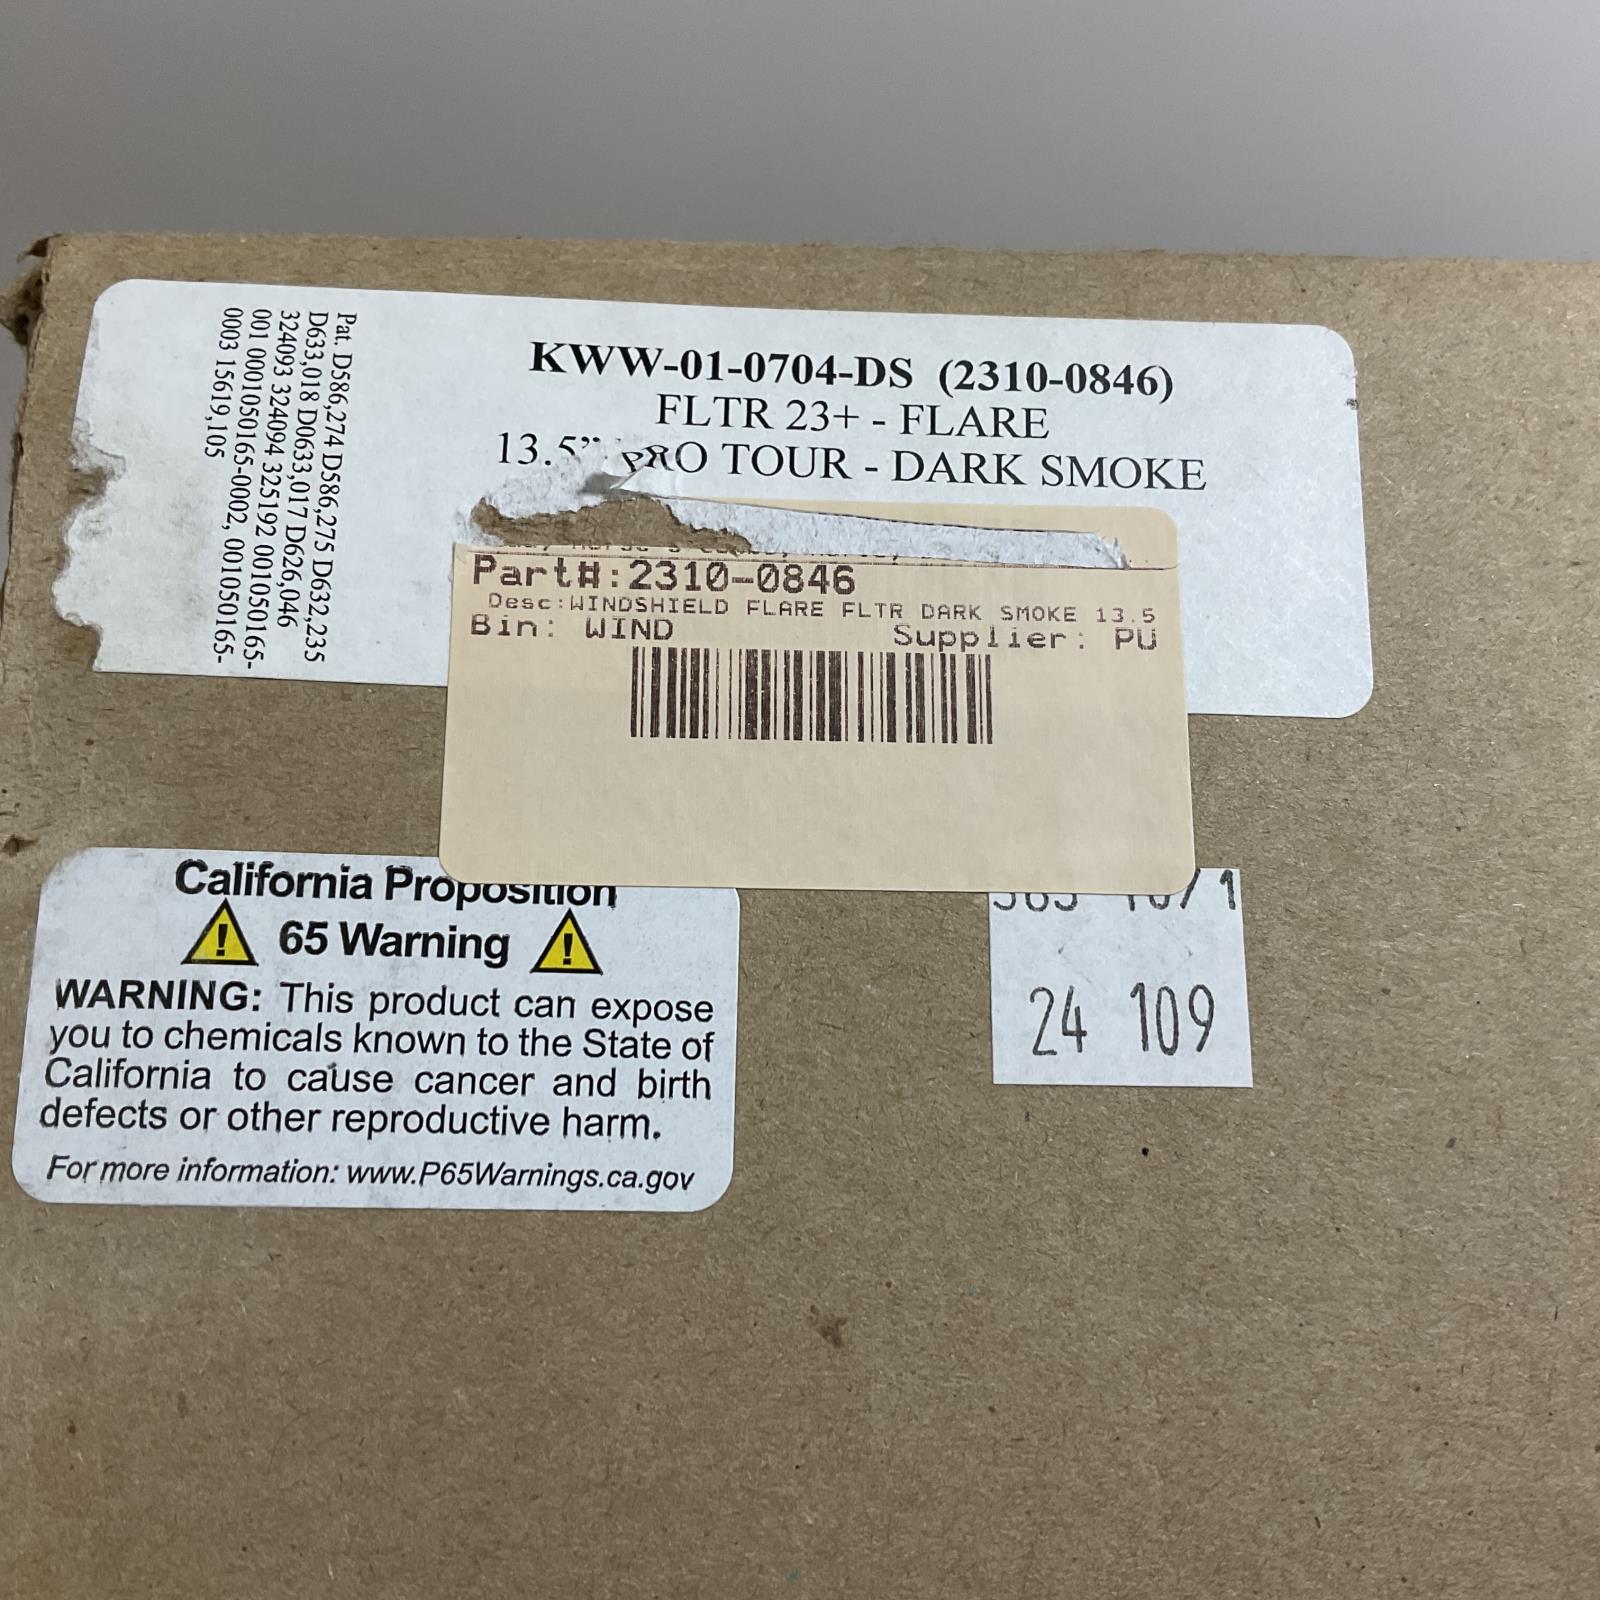 KWW-01-0704-DS (2310-0846)
FLTR 23+ - FLARE
13.5” PRO TOUR - DARK SMOKE
Pat. D586,274 D586,275 D632,235
D633,018 D0633,017 D626,046
324093 324094 325192 001050165-
001 0001050165-0002, 001050165-
0003 15619,105
Part#:2310-0846
Desc:WINDSHIELD FLARE FLTR DARK SMOKE 13.5
Bin: WIND Supplier: PU
California Proposition
65 Warning
WARNING: This product can expose
you to chemicals known to the State of
California to cause cancer and birth
defects or other reproductive harm.
For more information: www.P65Warnings.ca.gov
24 109